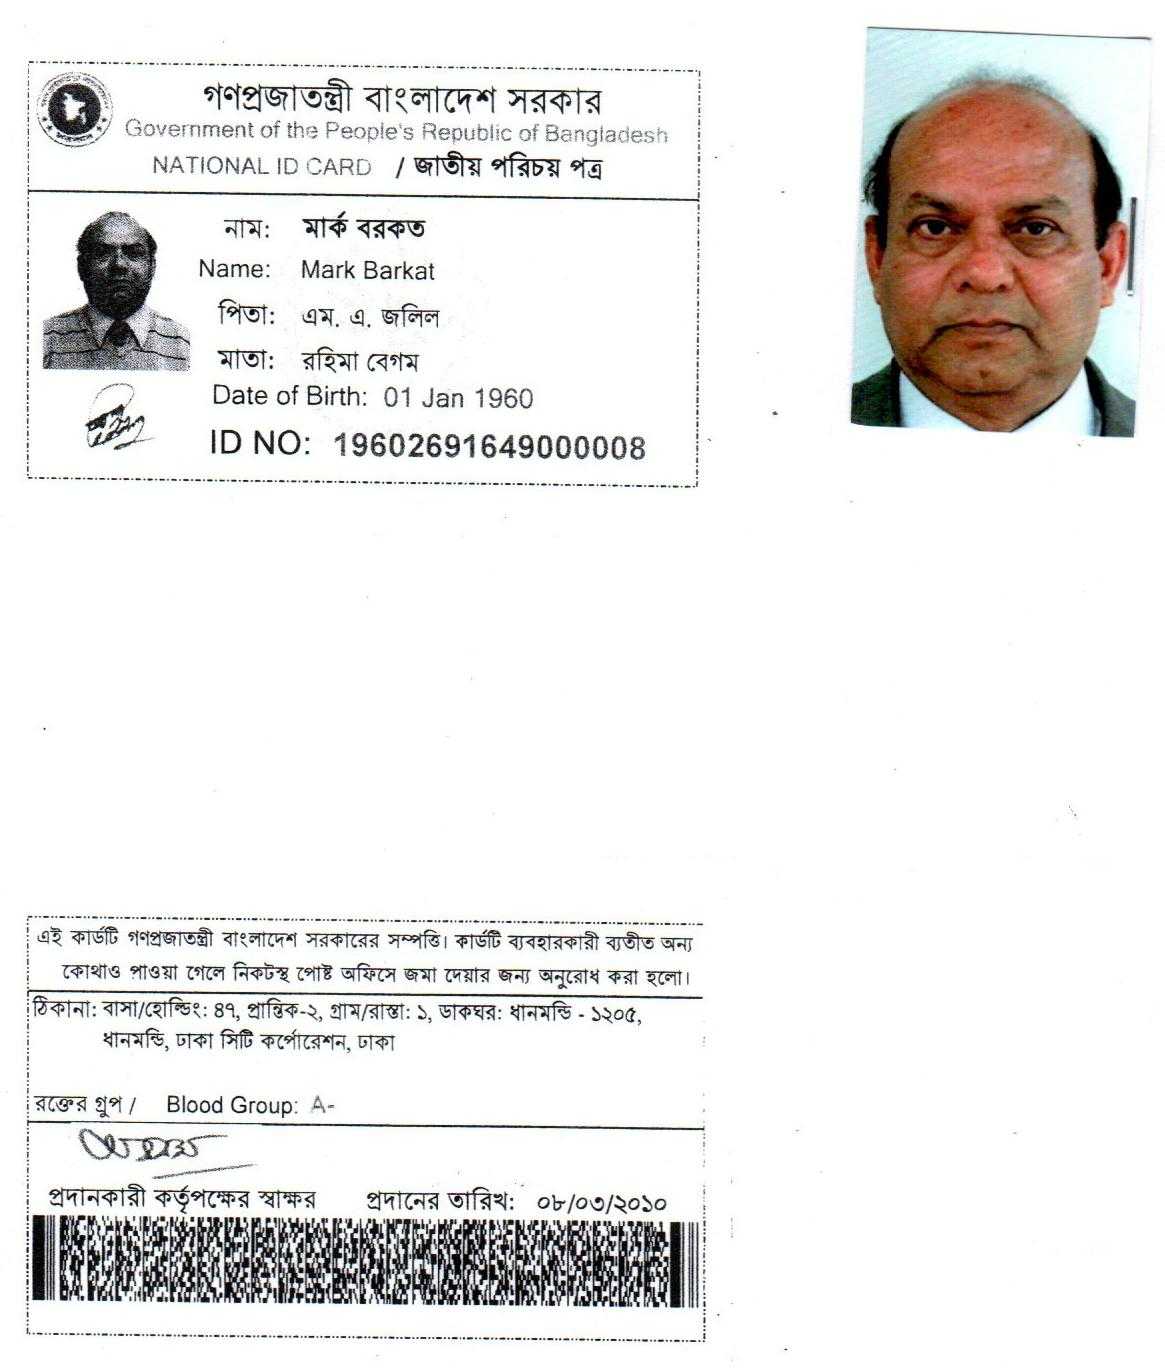 গণপ্রজাতন্ত্রী বাংলাদেশ সরকার
Government of the People's Republic of Bangladesh
NATIONAL ID CARD / জাতীয় পরিচয় পত্র
নাম: মার্ক বরকত
Name: Mark Barkat
পিতা: এম. এ. জলিল
মাতা: রহিমা বেগম
Date of Birth: 01 Jan 1960
ID NO: 19602691649000008
এই কার্ডটি গণপ্রজাতন্ত্রী বাংলাদেশ সরকারের সম্পত্তি। কার্ডটি ব্যবহারকারী ব্যতীত অন্য
কোথাও পাওয়া গেলে নিকটস্থ পোষ্ট অফিসে জমা দেয়ার জন্য অনুরোধ করা হলো।
ঠিকানা: বাসা/হোল্ডিং: ৪৭, প্রান্তিক-২, গ্রাম/রাস্তা: ১, ডাকঘর: ধানমন্ডি - ১২০৫,
ধানমন্ডি, ঢাকা সিটি কর্পোরেশন, ঢাকা
রক্তের গ্রুপ / Blood Group: A-
প্রদানকারী কর্তৃপক্ষের স্বাক্ষর প্রদানের তারিখ: ০৮/০৩/২০১০